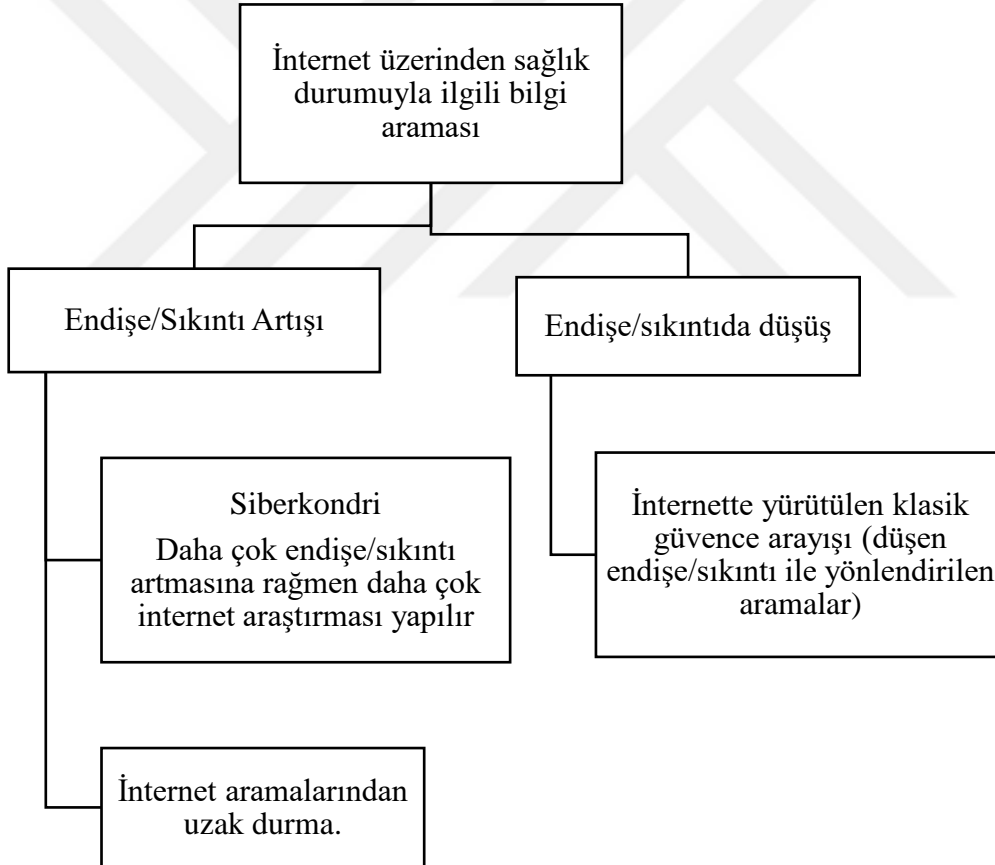 İnternet üzerinden sağlık
durumuyla ilgili bilgi
araması
Endişe/Sıkıntı Artışı
Endişe/sıkıntıda düşüş
Siberkondri
Daha çok endişe/sıkıntı
artmasına rağmen daha çok
internet araştırması yapılır
İnternette yürütülen klasik
güvence arayışı (düşen
endişe/sıkıntı ile yönlendirilen
aramalar)
İnternet aramalarından
uzak durma.